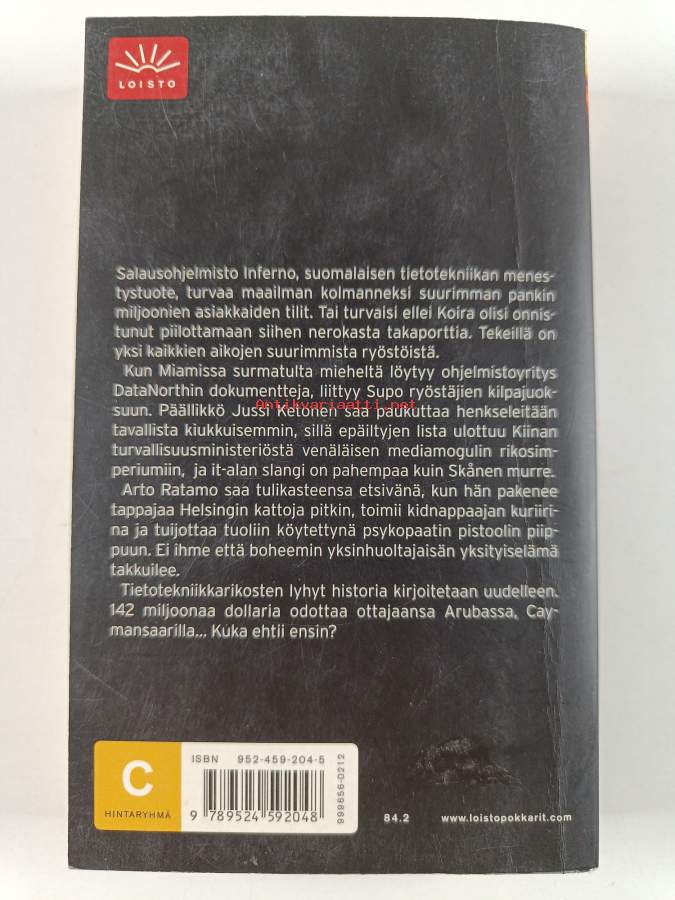 LOISTO
Salausohjelmisto Inferno, suomalaisen tietotekniikan menes-
tystuote, turvaa maailman kolmanneksi suurimman pankin
miljoonien asiakkaiden tilit. Tai turvaisi ellei Koira olisi onnis-
tunut piilottamaan siihen nerokasta takaporttia. Tekeillä on
yksi kaikkien aikojen suurimmista ryöstöistä.
Kun Miamissa surmatulta mieheltä löytyy ohjelmistoyritys
DataNorthin dokumentteja, liittyy Supo ryöstäjien kilpajuok-
suun. Päällikkö Jussi Ketonen saa paukuttaa henkseleitään
Antikvariaatti.net
tavallista kiukkuisemmin, sillä epäiltyjen lista ulottuu Kiinan
turvallisuusministeriöstä venäläisen mediamogulin rikosim-
periumiin, ja it-alan slangi on pahempaa kuin Skånen murre.
Arto Ratamo saa tulikasteensa etsivänä, kun hän pakenee
tappajaa Helsingin kattoja pitkin, toimii kidnappaajan kuriiri-
na ja tuijottaa tuoliin köytettynä psykopaatin pistoolin piip-
puun. Ei ihme että boheemin yksinhuoltajaisän yksityiselämä
takkuilee.
Tietotekniikkarikosten lyhyt historia kirjoitetaan uudelleen.
142 miljoonaa dollaria odottaa ottajaansa Arubassa, Cay-
mansaarilla... Kuka ehtii ensin?
C
HINTARYHMÄ
ISBN 952-459-204-5
9 789524 592048
999656-0212
84.2 www.loistopokkarit.com